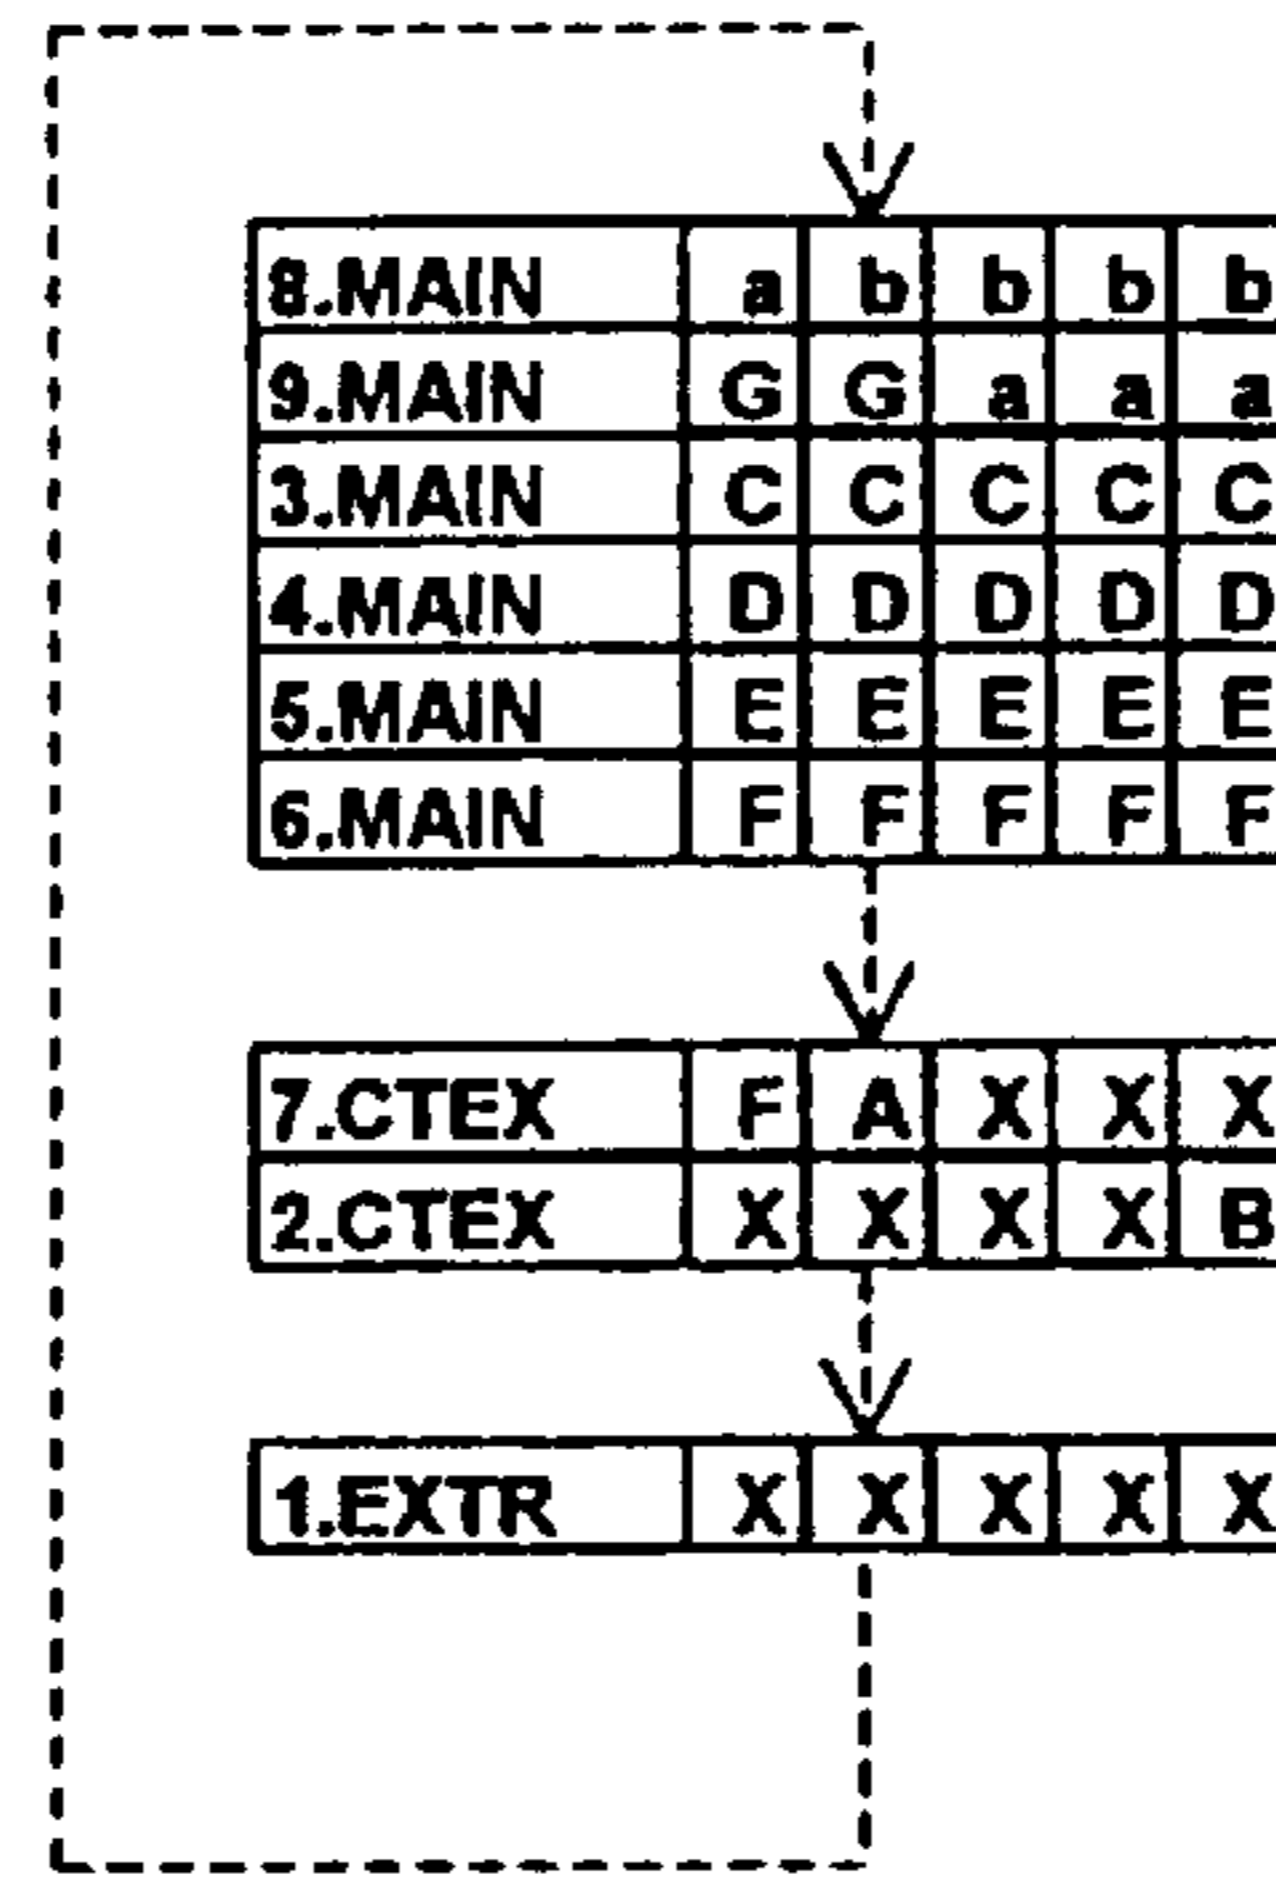 8.MAIN a b b b b
9.MAIN G G a a a
3.MAIN C C C C C
4.MAIN D D D D D
5.MAIN E E E E E
6.MAIN F F F F F
7.CTEX F A X X X
2.CTEX X X X X B
1.EXTR X X X X X